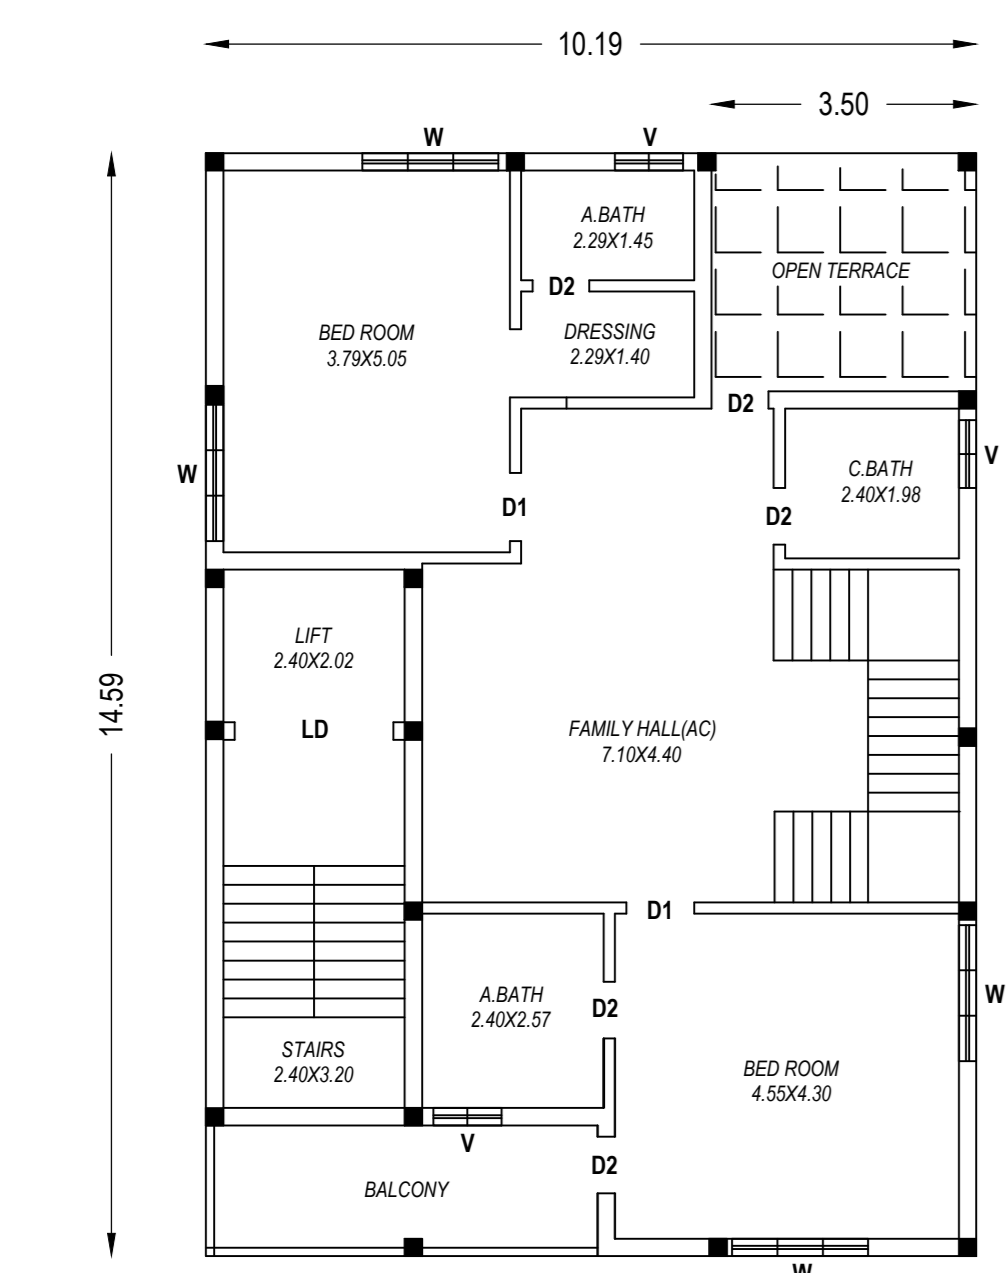 10.19
3.50
W
V
A.BATH
2.29X1.45
OPEN TERRACE
D2
BED ROOM
3.79X5.05
DRESSING
2.29X1.40
D2
W
C.BATH
2.40X1.98
V
D1
D2
LIFT
2.40X2.02
14.59
LD
FAMILY HALL(AC)
7.10X4.40
D1
A.BATH
2.40X2.57
D2
W
STAIRS
2.40X3.20
BED ROOM
4.55X4.30
V
D2
BALCONY
W